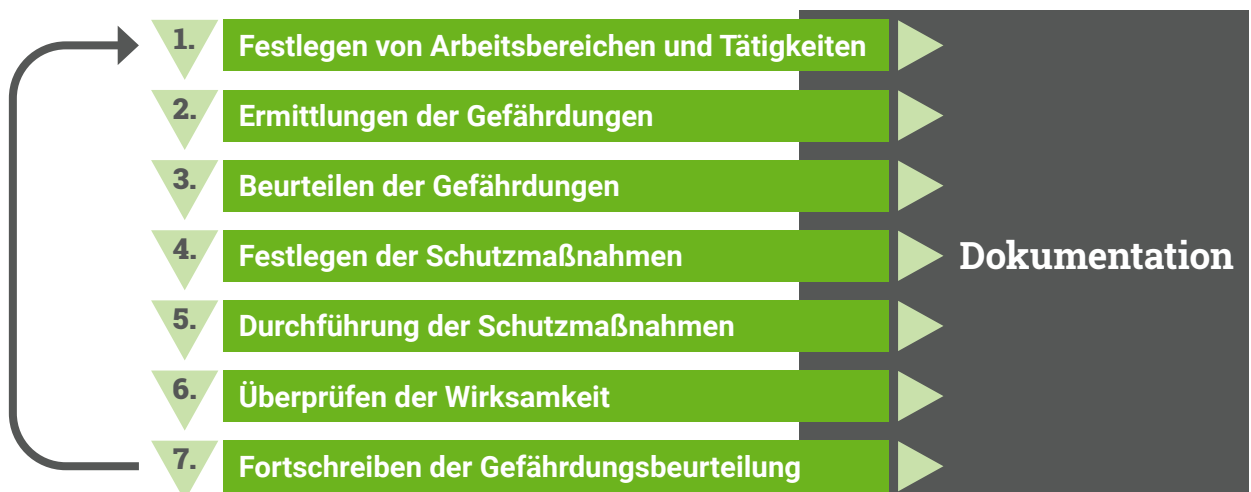 1. Festlegen von Arbeitsbereichen und Tätigkeiten
2. Ermittlungen der Gefährdungen
3. Beurteilen der Gefährdungen
4. Festlegen der Schutzmaßnahmen
Dokumentation
5. Durchführung der Schutzmaßnahmen
6. Überprüfen der Wirksamkeit
7. Fortschreiben der Gefährdungsbeurteilung